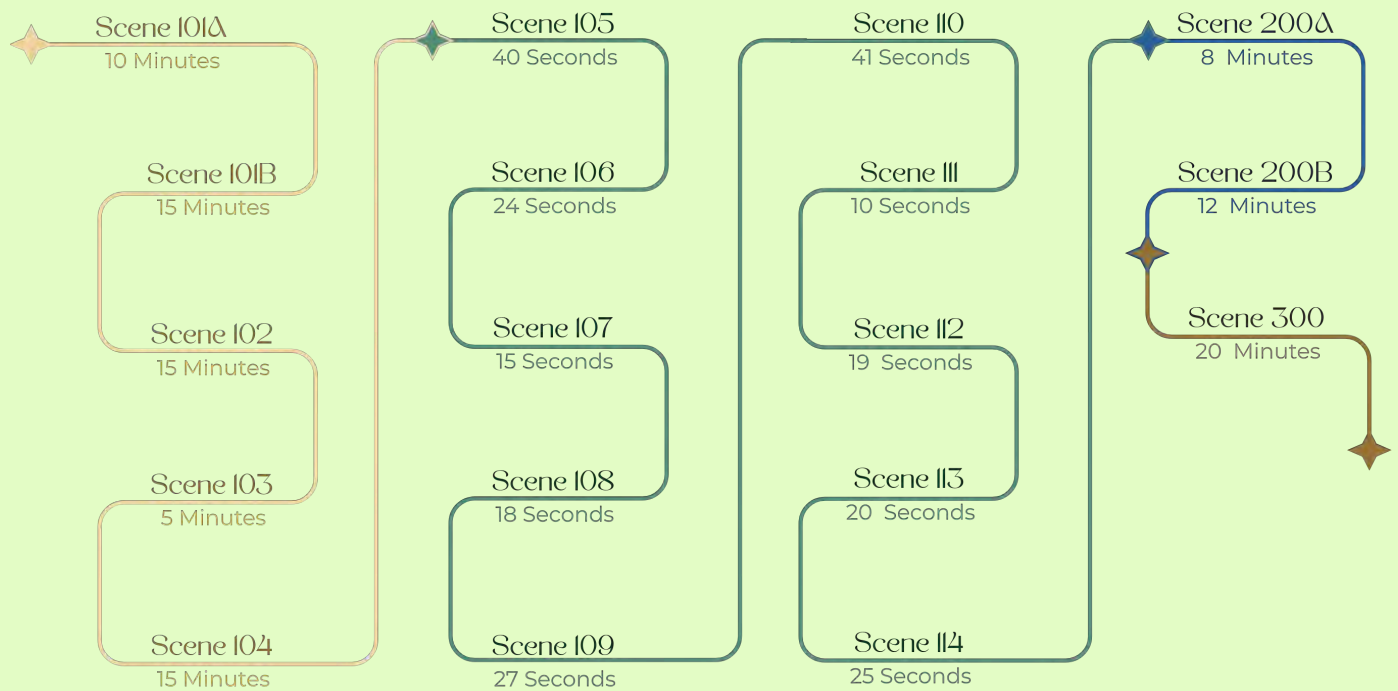 Scene 101A
10 Minutes
Scene 101B
15 Minutes
Scene 102
15 Minutes
Scene 103
5 Minutes
Scene 104
15 Minutes
Scene 105
40 Seconds
Scene 106
24 Seconds
Scene 107
15 Seconds
Scene 108
18 Seconds
Scene 109
27 Seconds
Scene 110
41 Seconds
Scene 111
10 Seconds
Scene 112
19 Seconds
Scene 113
20 Seconds
Scene 114
25 Seconds
Scene 200A
8 Minutes
Scene 200B
12 Minutes
Scene 300
20 Minutes